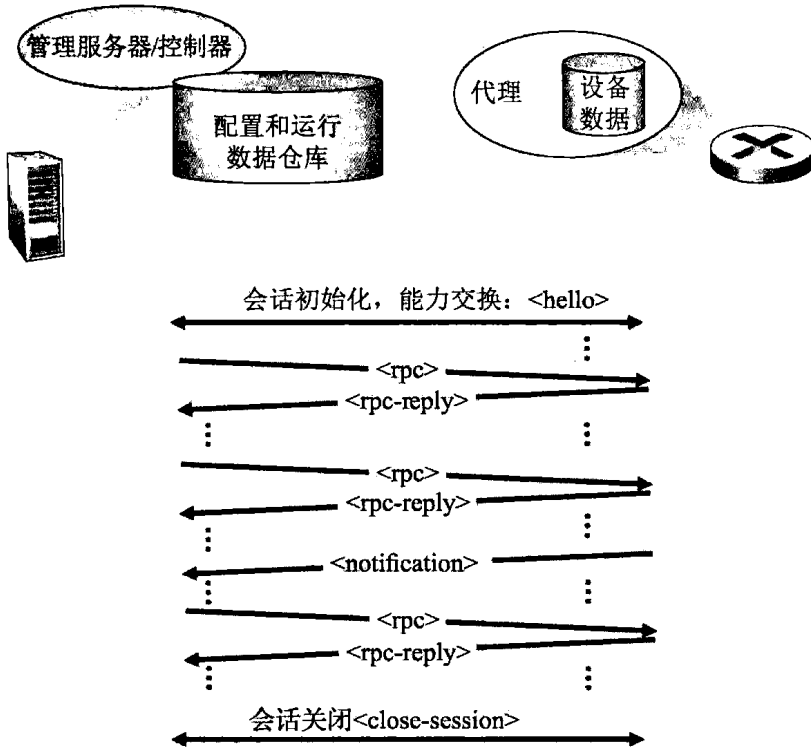 管理服务器/控制器
配置和运行
数据仓库
代理
设备
数据
会话初始化，能力交换：<hello>
<rpc>
<rpc-reply>
<rpc>
<rpc-reply>
<notification>
<rpc>
<rpc-reply>
会话关闭<close-session>